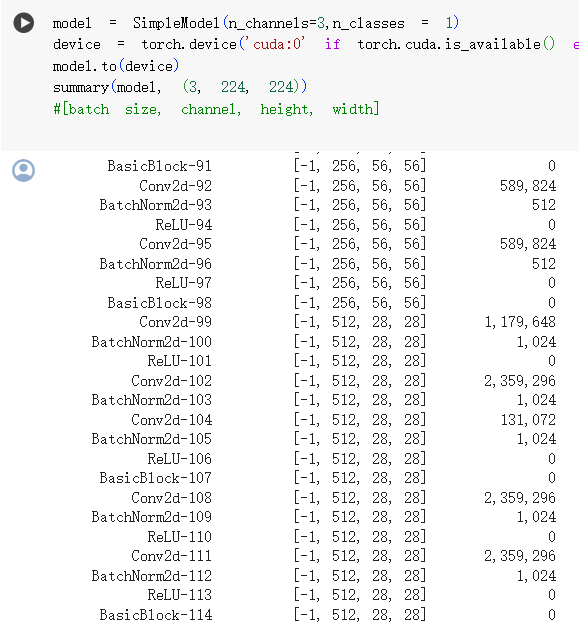 model = SimpleModel(n_channels=3,n_classes = 1)
device = torch.device('cuda:0' if torch.cuda.is_available() e
model.to(device)
summary(model, (3, 224, 224))
#[batch size, channel, height, width]
BasicBlock-91 [-1, 256, 56, 56] 0
Conv2d-92 [-1, 256, 56, 56] 589,824
BatchNorm2d-93 [-1, 256, 56, 56] 512
ReLU-94 [-1, 256, 56, 56] 0
Conv2d-95 [-1, 256, 56, 56] 589,824
BatchNorm2d-96 [-1, 256, 56, 56] 512
ReLU-97 [-1, 256, 56, 56] 0
BasicBlock-98 [-1, 256, 56, 56] 0
Conv2d-99 [-1, 512, 28, 28] 1,179,648
BatchNorm2d-100 [-1, 512, 28, 28] 1,024
ReLU-101 [-1, 512, 28, 28] 0
Conv2d-102 [-1, 512, 28, 28] 2,359,296
BatchNorm2d-103 [-1, 512, 28, 28] 1,024
Conv2d-104 [-1, 512, 28, 28] 131,072
BatchNorm2d-105 [-1, 512, 28, 28] 1,024
ReLU-106 [-1, 512, 28, 28] 0
BasicBlock-107 [-1, 512, 28, 28] 0
Conv2d-108 [-1, 512, 28, 28] 2,359,296
BatchNorm2d-109 [-1, 512, 28, 28] 1,024
ReLU-110 [-1, 512, 28, 28] 0
Conv2d-111 [-1, 512, 28, 28] 2,359,296
BatchNorm2d-112 [-1, 512, 28, 28] 1,024
ReLU-113 [-1, 512, 28, 28] 0
BasicBlock-114 [-1, 512, 28, 28] 0